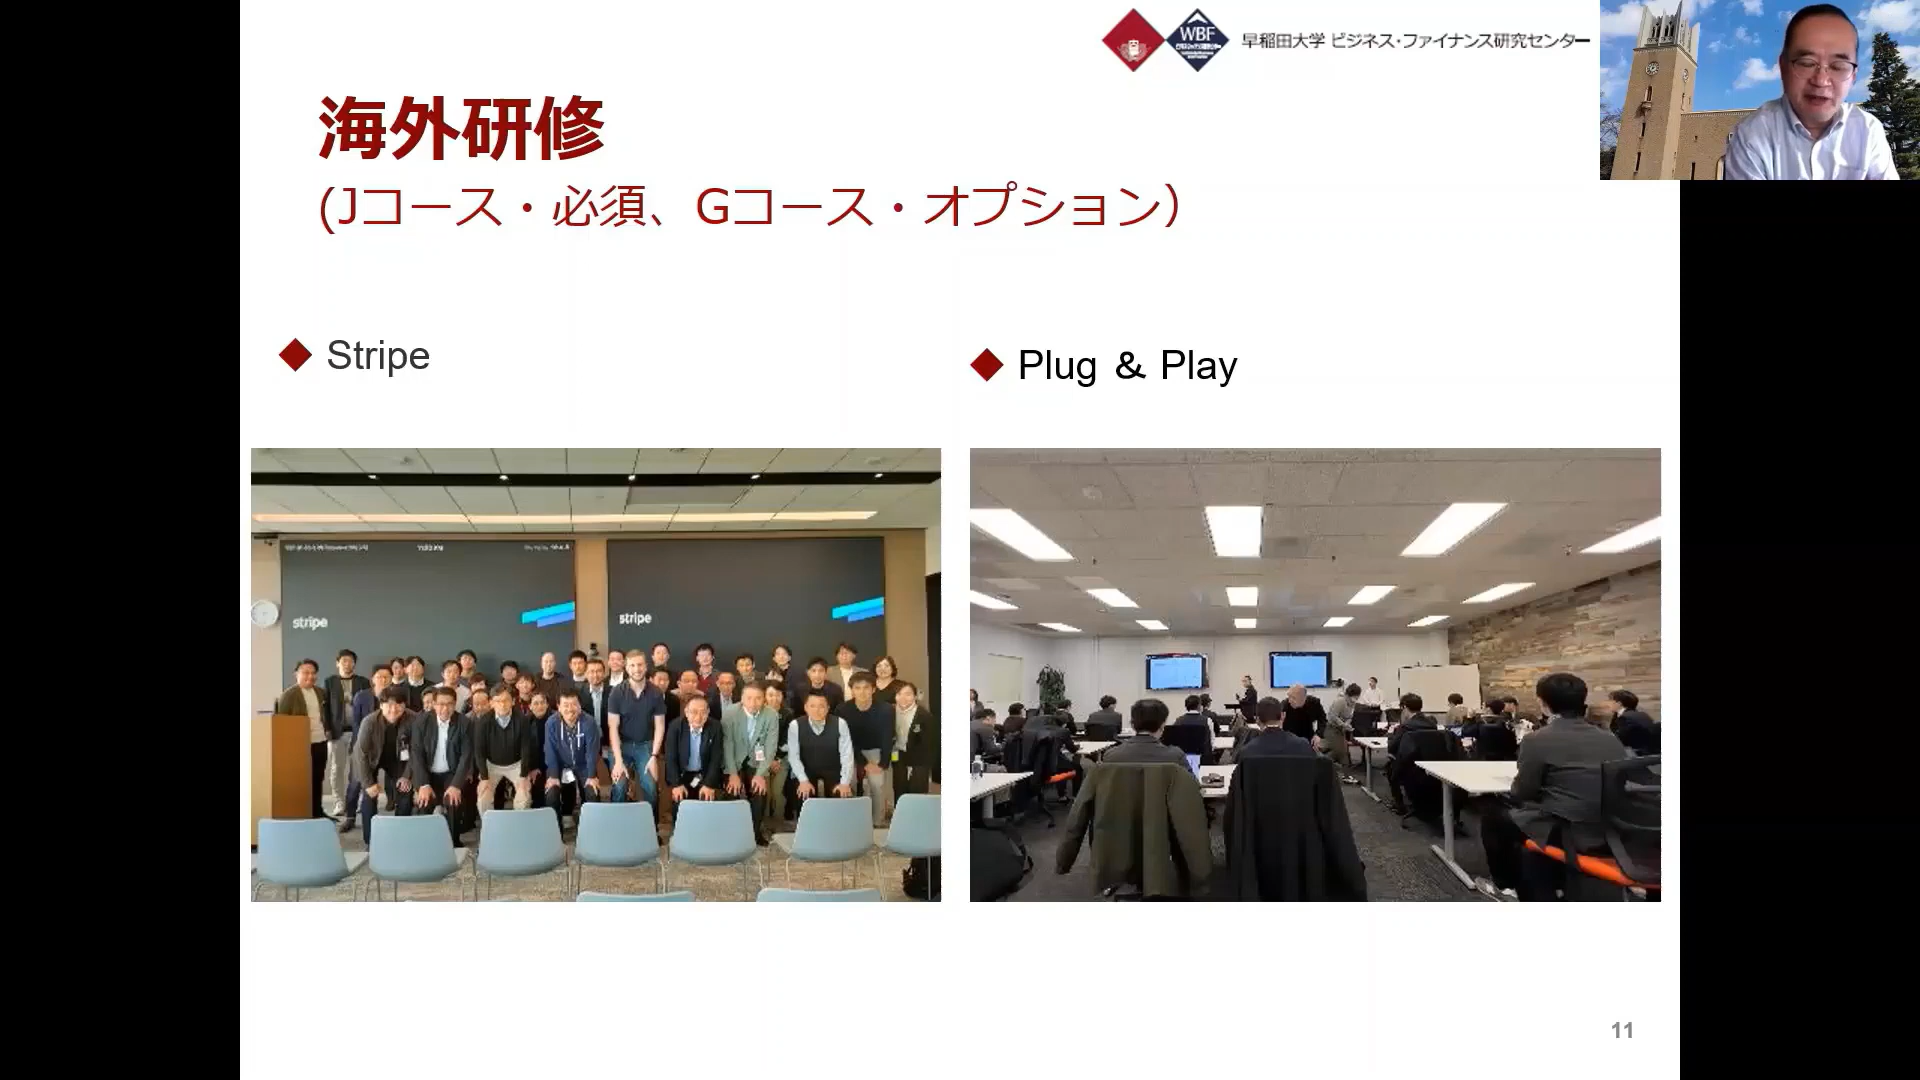 WBF
早稲田大学 ビジネス・ファイナンス研究センター
海外研修
(Jコース・必須、Gコース・オプション）
◆ Stripe
◆ Plug ＆ Play
stripe
stripe
11